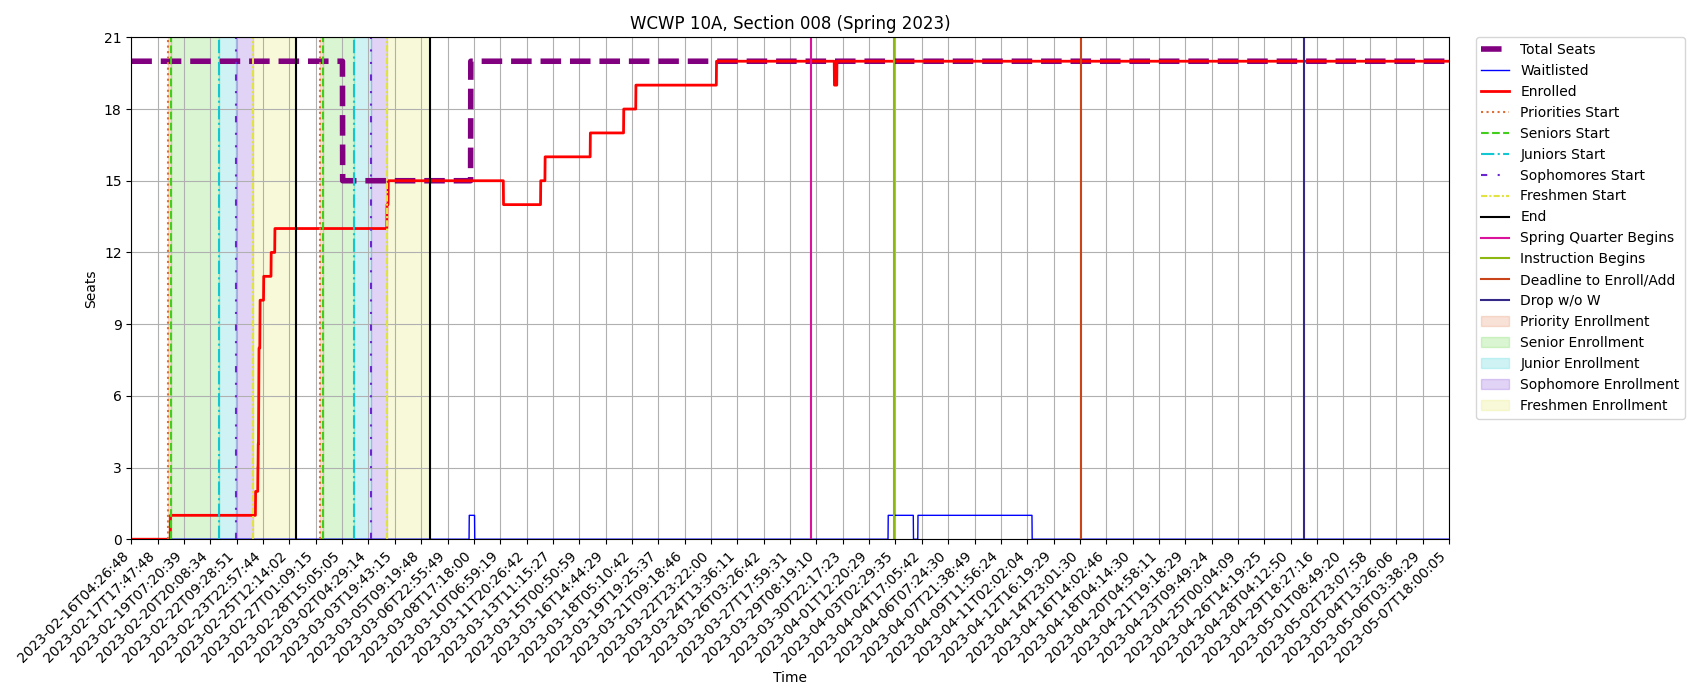 WCWP 10A, Section 008 (Spring 2023)
Seats
21
18
15
12
9
6
3
0
2023-02-16T04:26:48
2023-02-17T17:47:48
2023-02-19T07:20:39
2023-02-20T20:08:34
2023-02-22T09:28:51
2023-02-23T22:57:44
2023-02-25T12:14:02
2023-02-27T01:09:15
2023-02-28T15:05:05
2023-03-02T04:29:14
2023-03-03T19:43:15
2023-03-05T09:19:48
2023-03-06T22:55:49
2023-03-08T17:18:00
2023-03-10T06:59:19
2023-03-11T20:26:42
2023-03-13T11:15:27
2023-03-15T00:50:59
2023-03-16T14:44:29
2023-03-18T05:10:42
2023-03-19T19:25:37
2023-03-21T09:18:46
2023-03-22T23:22:00
2023-03-24T13:36:11
2023-03-26T03:26:42
2023-03-27T17:59:31
2023-03-29T08:19:10
2023-03-30T22:17:23
2023-04-01T12:20:29
2023-04-03T02:29:35
2023-04-04T17:05:42
2023-04-06T07:24:30
2023-04-07T21:38:49
2023-04-09T11:56:24
2023-04-11T02:02:04
2023-04-12T16:19:29
2023-04-14T23:01:30
2023-04-16T14:02:46
2023-04-18T04:14:30
2023-04-20T04:58:11
2023-04-21T19:18:29
2023-04-23T09:49:24
2023-04-25T00:04:09
2023-04-26T14:19:25
2023-04-28T04:12:50
2023-04-29T18:27:16
2023-05-01T08:49:20
2023-05-02T23:07:58
2023-05-04T13:26:06
2023-05-06T03:38:29
2023-05-07T18:00:05
Time
Total Seats
Waitlisted
Enrolled
Priorities Start
Seniors Start
Juniors Start
Sophomores Start
Freshmen Start
End
Spring Quarter Begins
Instruction Begins
Deadline to Enroll/Add
Drop w/o W
Priority Enrollment
Senior Enrollment
Junior Enrollment
Sophomore Enrollment
Freshmen Enrollment